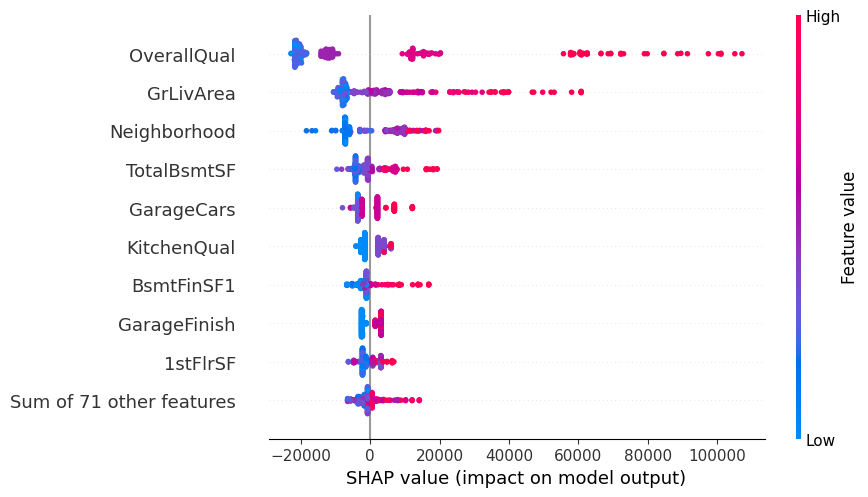 High
OverallQual
GrLivArea
Neighborhood
TotalBsmtSF
GarageCars
KitchenQual
BsmtFinSF1
GarageFinish
1stFlrSF
Sum of 71 other features
Feature value
Low
−20000 0 20000 40000 60000 80000 100000
SHAP value (impact on model output)